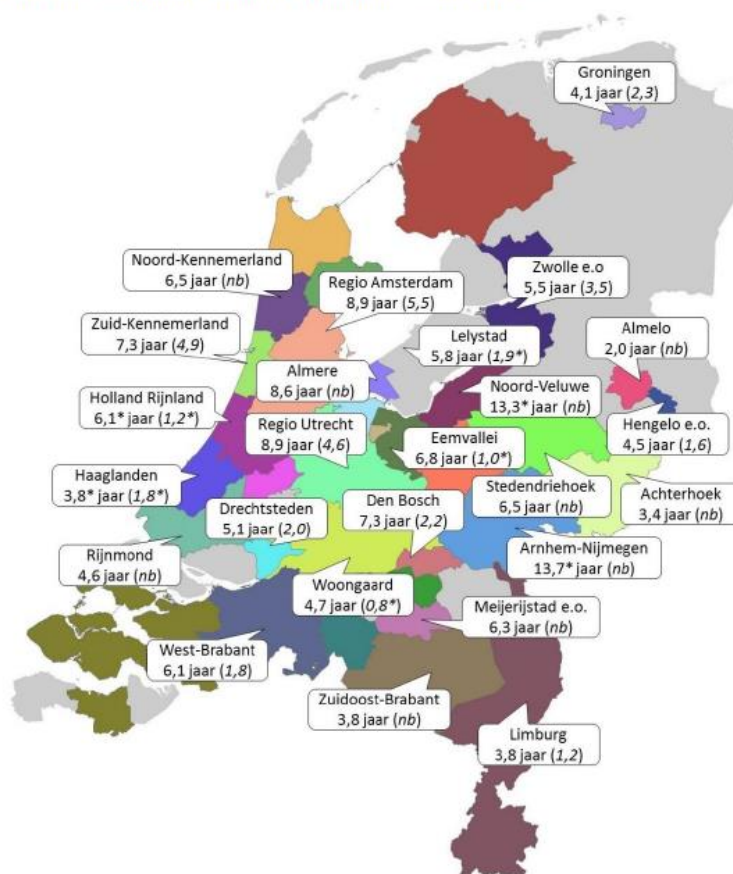 Groningen
4,1 jaar (2,3)
Noord-Kennemerland
6,5 jaar (nb)
Regio Amsterdam
8,9 jaar (5,5)
Zwolle e.o
5,5 jaar (3,5)
Zuid-Kennemerland
7,3 jaar (4,9)
Lelystad
5,8 jaar (1,9*)
Almelo
2,0 jaar (nb)
Almere
8,6 jaar (nb)
Noord-Veluwe
13,3* jaar (nb)
Holland Rijnland
6,1* jaar (1,2*)
Regio Utrecht
8,9 jaar (4,6)
Eemvallei
6,8 jaar (1,0*)
Hengelo e.o.
4,5 jaar (1,6)
Haaglanden
3,8* jaar (1,8*)
Stedendriehoek
6,5 jaar (nb)
Achterhoek
3,4 jaar (nb)
Drechtsteden
5,1 jaar (2,0)
Den Bosch
7,3 jaar (2,2)
Rijnmond
4,6 jaar (nb)
Arnhem-Nijmegen
13,7* jaar (nb)
Woongaard
4,7 jaar (0,8*)
Meijerijstad e.o.
6,3 jaar (nb)
West-Brabant
6,1 jaar (1,8)
Zuidoost-Brabant
3,8 jaar (nb)
Limburg
3,8 jaar (1,2)